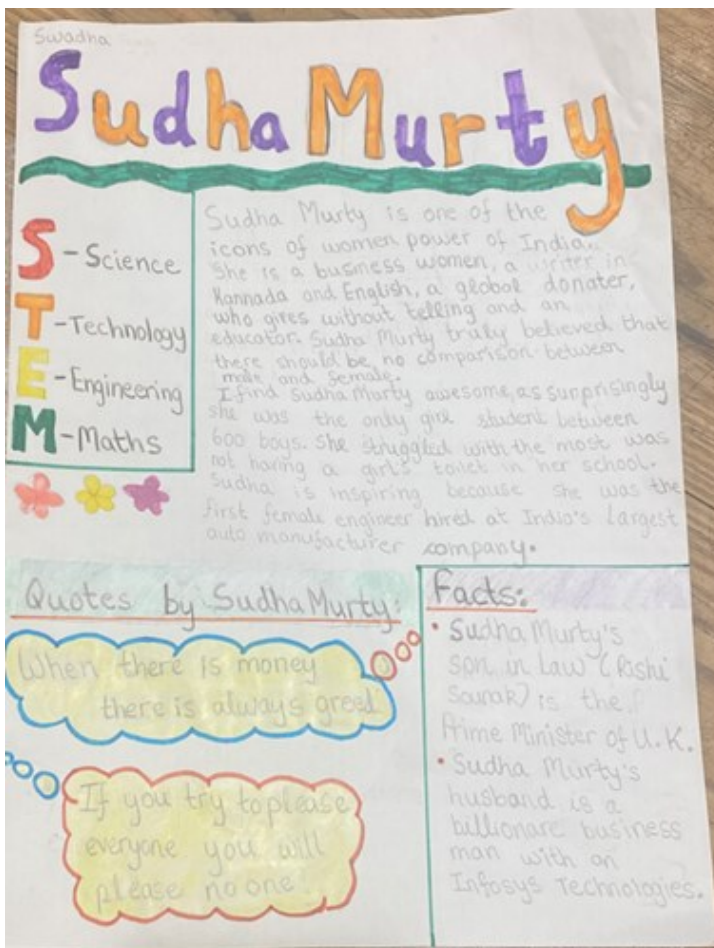 Swadha
Sudha Murty
S - Science
T - Technology
E - Engineering
M - Maths
Sudha Murty is one of the
icons of women power of India.
She is a business women, a writer in
Kannada and English, a global donater,
who gives without telling and an
educator. Sudha Murty truly believed that
there should be no comparison between
male and female.
I find Sudha Murty awesome, as surprisingly
she was the only girl student between
600 boys. She struggled with the most was
not having a girls toilet in her school.
Sudha is inspiring because she was the
first female engineer hired at India's largest
auto manufacturer company.
Quotes by Sudha Murty:
When there is money
there is always greed
If you try to please
everyone you will
please no one!
Facts:
• Sudha Murty's
son in law (Rishi
Sounak) is the
Prime Minister of U.K.
• Sudha Murty's
husband is a
billionare business
man with an
Infosys Technologies.